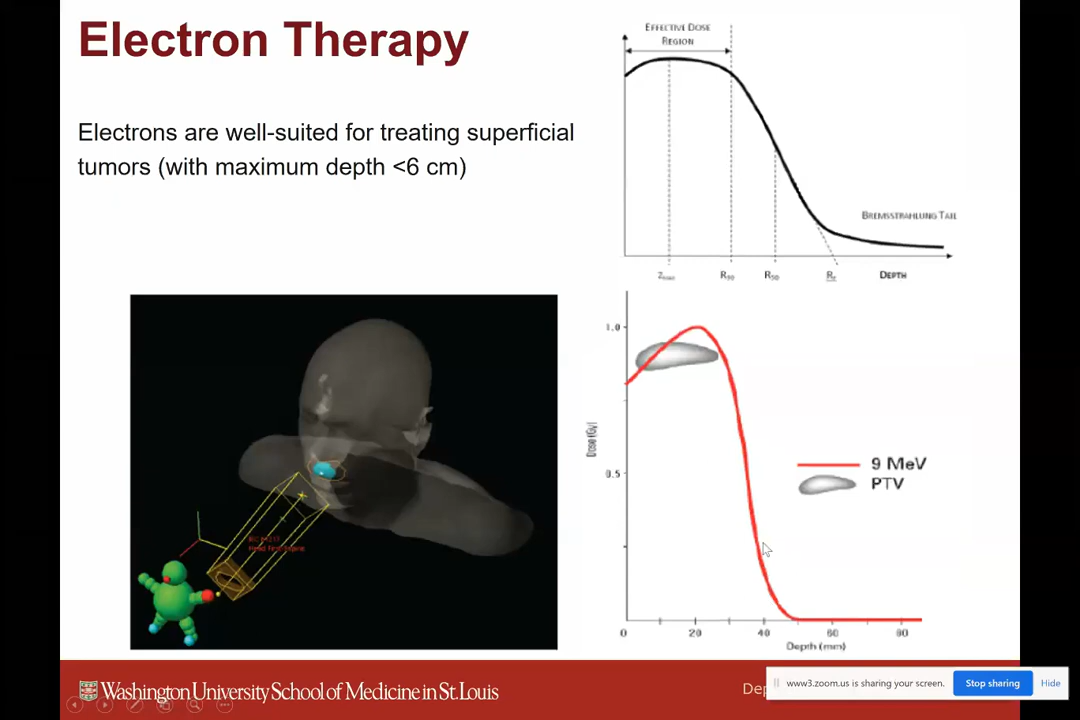 Electron Therapy
Electrons are well-suited for treating superficial
tumors (with maximum depth <6 cm)
EFFECTIVE DOSE
REGION
BREMSSTRAHLUNG TAIL
R90
R50
DEPTH
1.0
Dose(Gy)
0.5
9 MeV
PTV
0
20
40
60
80
Depth (mm)
Washington University School of Medicine in St. Louis
www3.zoom.us is sharing your screen.
Stop sharing
Hide